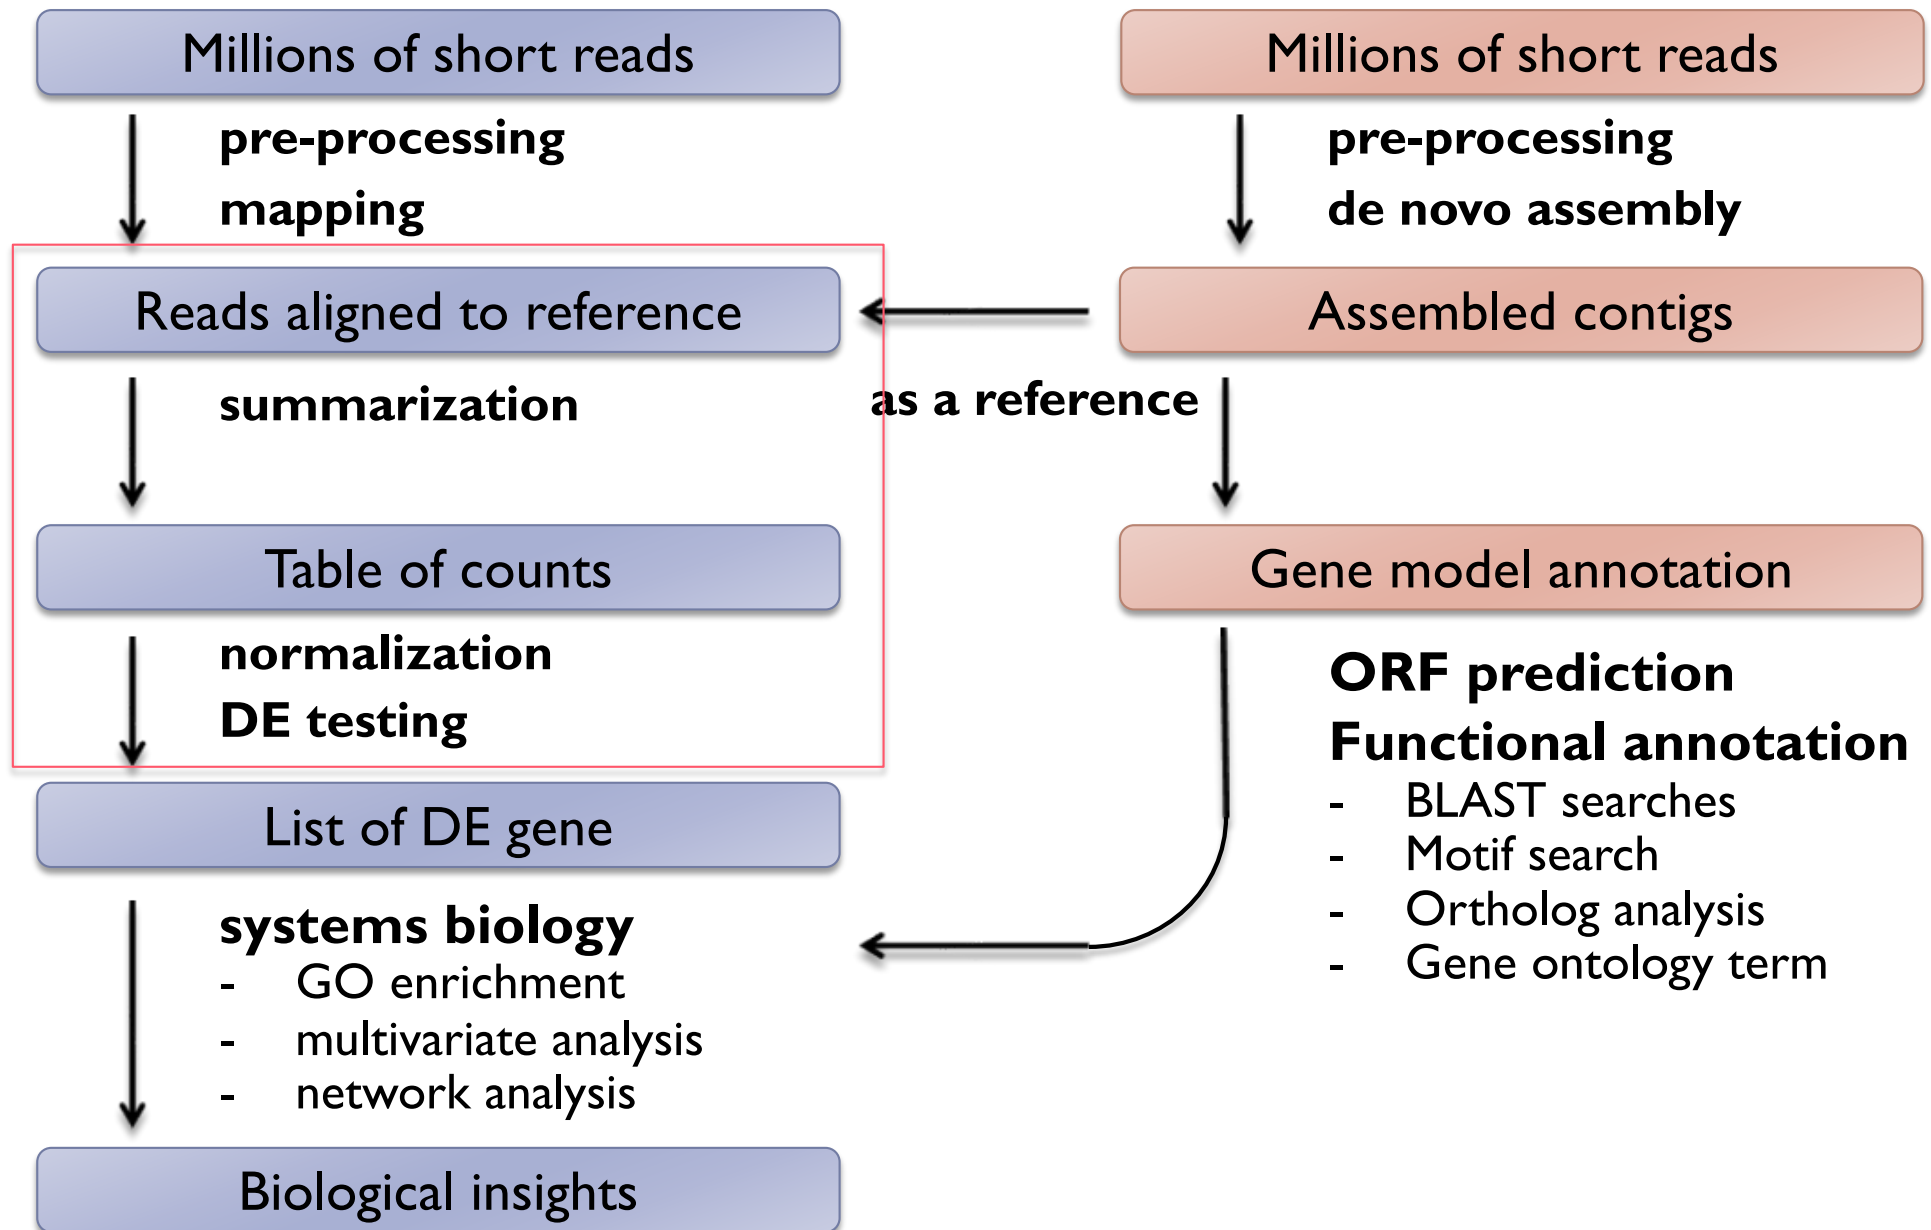 Millions of short reads
pre-processing
mapping
Reads aligned to reference
summarization
Table of counts
normalization
DE testing
List of DE gene
systems biology
- GO enrichment
- multivariate analysis
- network analysis
Biological insights
Millions of short reads
pre-processing
de novo assembly
Assembled contigs
as a reference
Gene model annotation
ORF prediction
Functional annotation
- BLAST searches
- Motif search
- Ortholog analysis
- Gene ontology term